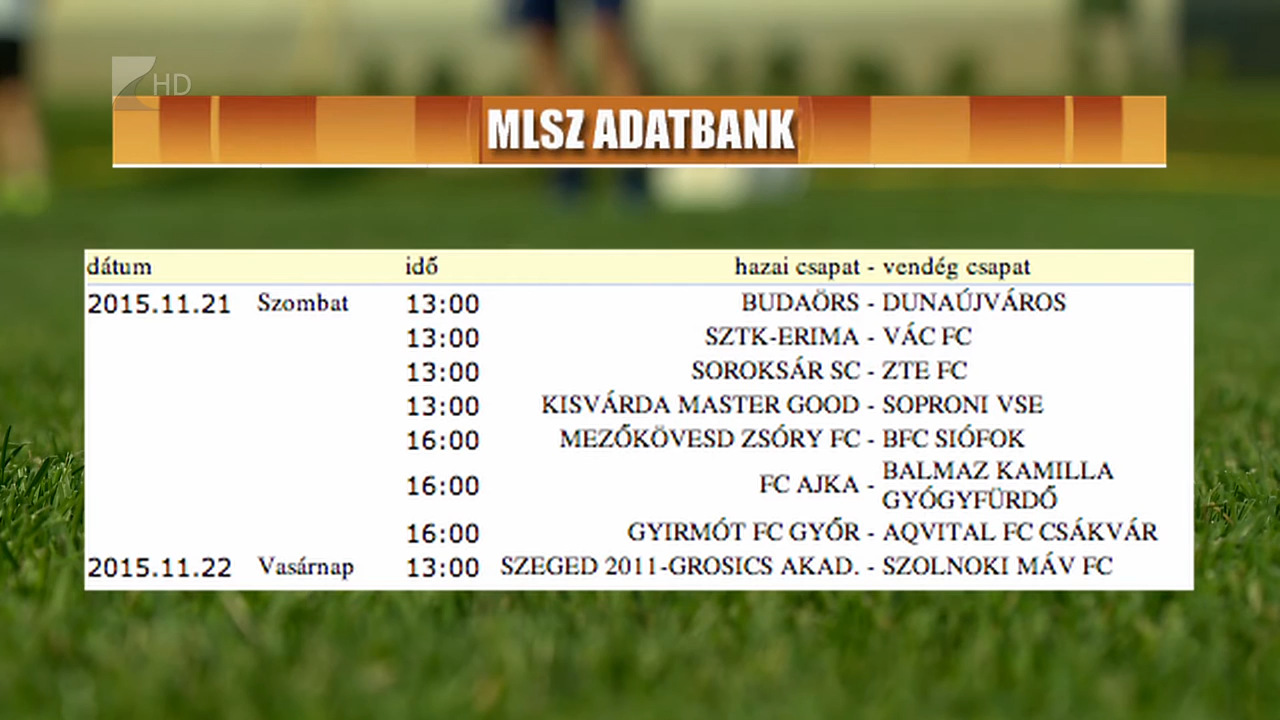 HD
MLSZ ADATBANK
dátum idő hazai csapat - vendég csapat
2015.11.21 Szombat 13:00 BUDAÖRS - DUNAÚJVÁROS
13:00 SZTK-ERIMA - VÁC FC
13:00 SOROKSÁR SC - ZTE FC
13:00 KISVÁRDA MASTER GOOD - SOPRONI VSE
16:00 MEZŐKÖVESD ZSÓRY FC - BFC SIÓFOK
16:00 FC AJKA - BALMAZ KAMILLA
GYÓGYFÜRDŐ
16:00 GYIRMÓT FC GYŐR - AQVITAL FC CSÁKVÁR
2015.11.22 Vasárnap 13:00 SZEGED 2011-GROSICS AKAD. - SZOLNOKI MÁV FC